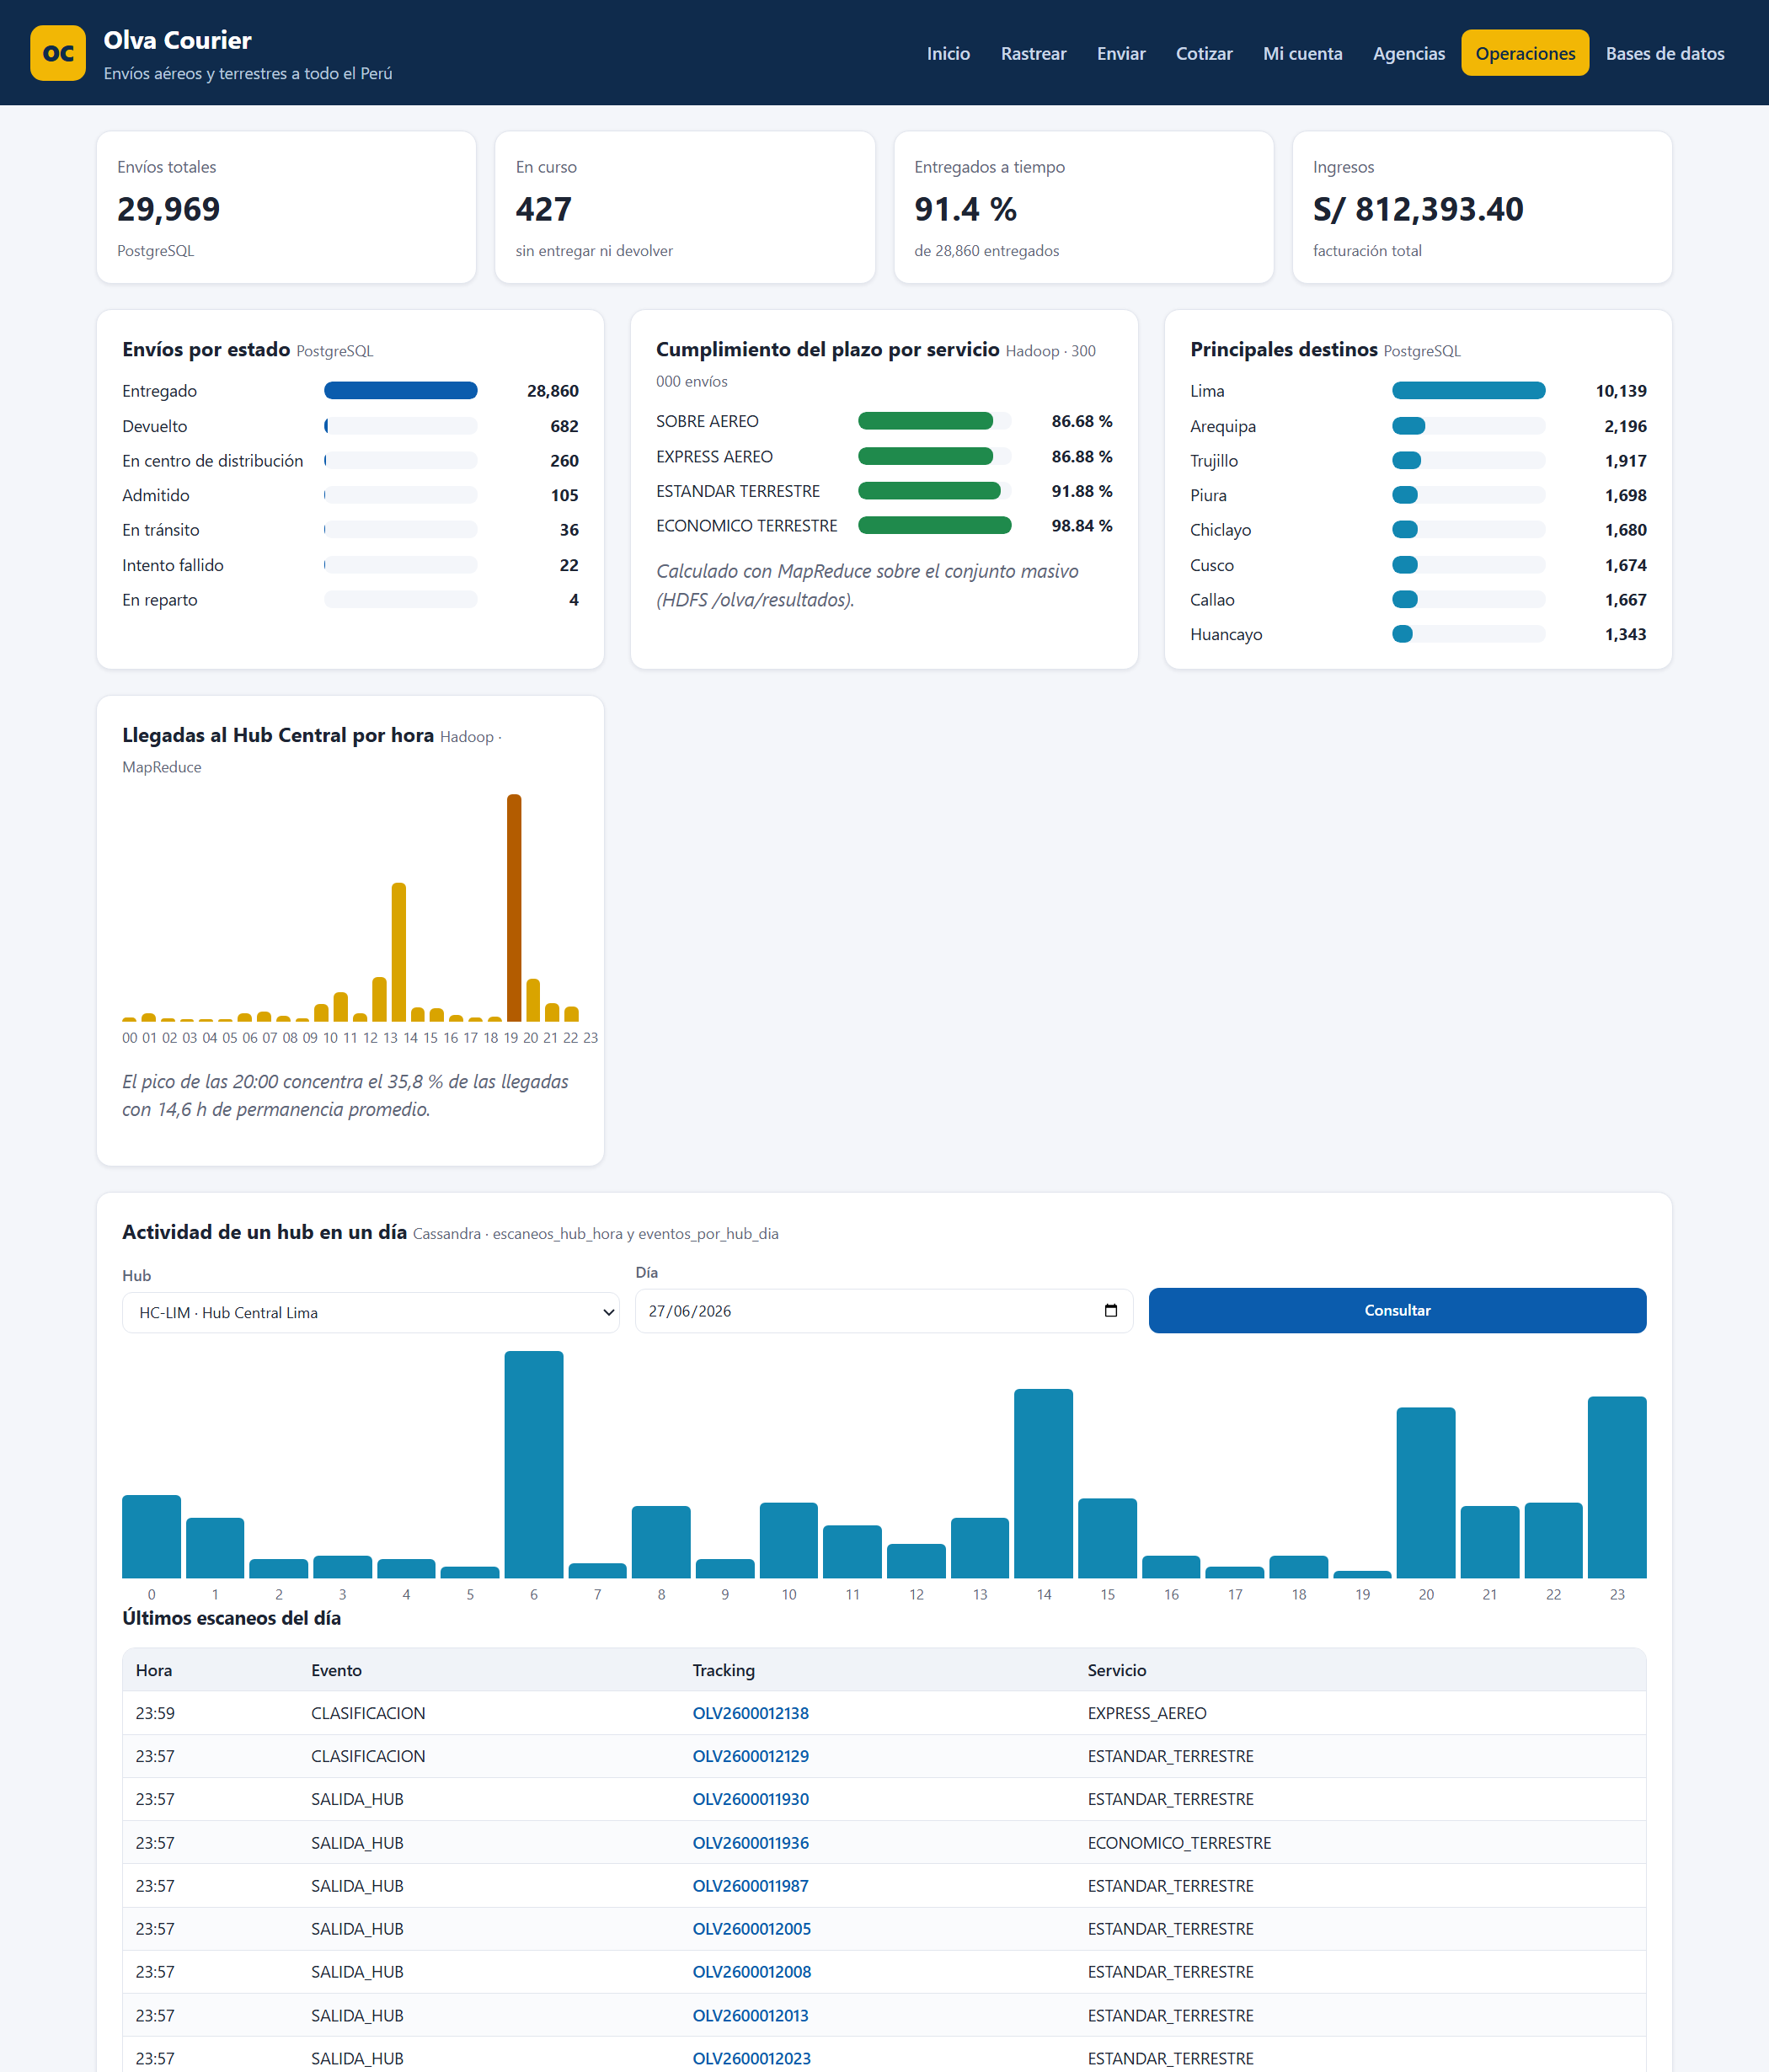 OC
Olva Courier
Envíos aéreos y terrestres a todo el Perú
Inicio Rastrear Enviar Cotizar Mi cuenta Agencias Operaciones Bases de datos
Envíos totales
29,969
PostgreSQL
En curso
427
sin entregar ni devolver
Entregados a tiempo
91.4 %
de 28,860 entregados
Ingresos
S/ 812,393.40
facturación total
Envíos por estado PostgreSQL
Entregado 28,860
Devuelto 682
En centro de distribución 260
Admitido 105
En tránsito 36
Intento fallido 22
En reparto 4
Cumplimiento del plazo por servicio Hadoop · 300
000 envíos
SOBRE AEREO 86.68 %
EXPRESS AEREO 86.88 %
ESTANDAR TERRESTRE 91.88 %
ECONOMICO TERRESTRE 98.84 %
Calculado con MapReduce sobre el conjunto masivo
(HDFS /olva/resultados).
Principales destinos PostgreSQL
Lima 10,139
Arequipa 2,196
Trujillo 1,917
Piura 1,698
Chiclayo 1,680
Cusco 1,674
Callao 1,667
Huancayo 1,343
Llegadas al Hub Central por hora Hadoop ·
MapReduce
00 01 02 03 04 05 06 07 08 09 10 11 12 13 14 15 16 17 18 19 20 21 22 23
El pico de las 20:00 concentra el 35,8 % de las llegadas
con 14,6 h de permanencia promedio.
Actividad de un hub en un día Cassandra · escaneos_hub_hora y eventos_por_hub_dia
Hub
HC-LIM · Hub Central Lima
Día
27/06/2026
Consultar
0 1 2 3 4 5 6 7 8 9 10 11 12 13 14 15 16 17 18 19 20 21 22 23
Últimos escaneos del día
Hora Evento Tracking Servicio
23:59 CLASIFICACION OLV2600012138 EXPRESS_AEREO
23:57 CLASIFICACION OLV2600012129 ESTANDAR_TERRESTRE
23:57 SALIDA_HUB OLV2600011930 ESTANDAR_TERRESTRE
23:57 SALIDA_HUB OLV2600011936 ECONOMICO_TERRESTRE
23:57 SALIDA_HUB OLV2600011987 ESTANDAR_TERRESTRE
23:57 SALIDA_HUB OLV2600012005 ESTANDAR_TERRESTRE
23:57 SALIDA_HUB OLV2600012008 ESTANDAR_TERRESTRE
23:57 SALIDA_HUB OLV2600012013 ESTANDAR_TERRESTRE
23:57 SALIDA_HUB OLV2600012023 ESTANDAR_TERRESTRE